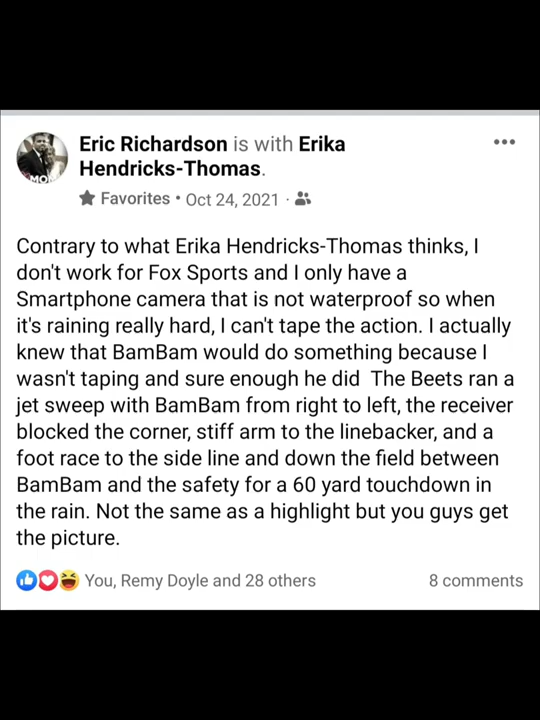 Eric Richardson is with Erika
Hendricks-Thomas.
Favorites • Oct 24, 2021 ·
Contrary to what Erika Hendricks-Thomas thinks, I
don't work for Fox Sports and I only have a
Smartphone camera that is not waterproof so when
it's raining really hard, I can't tape the action. I actually
knew that BamBam would do something because I
wasn't taping and sure enough he did  The Beets ran a
jet sweep with BamBam from right to left, the receiver
blocked the corner, stiff arm to the linebacker, and a
foot race to the side line and down the field between
BamBam and the safety for a 60 yard touchdown in
the rain. Not the same as a highlight but you guys get
the picture.
You, Remy Doyle and 28 others 8 comments